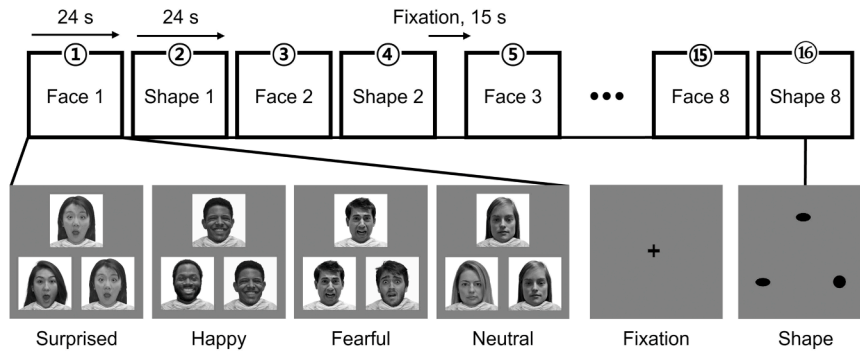 24 s 24 s Fixation, 15 s
① ② ③ ④ ⑤ ⑮ ⑯
Face 1 Shape 1 Face 2 Shape 2 Face 3 ••• Face 8 Shape 8
+
Surprised Happy Fearful Neutral Fixation Shape